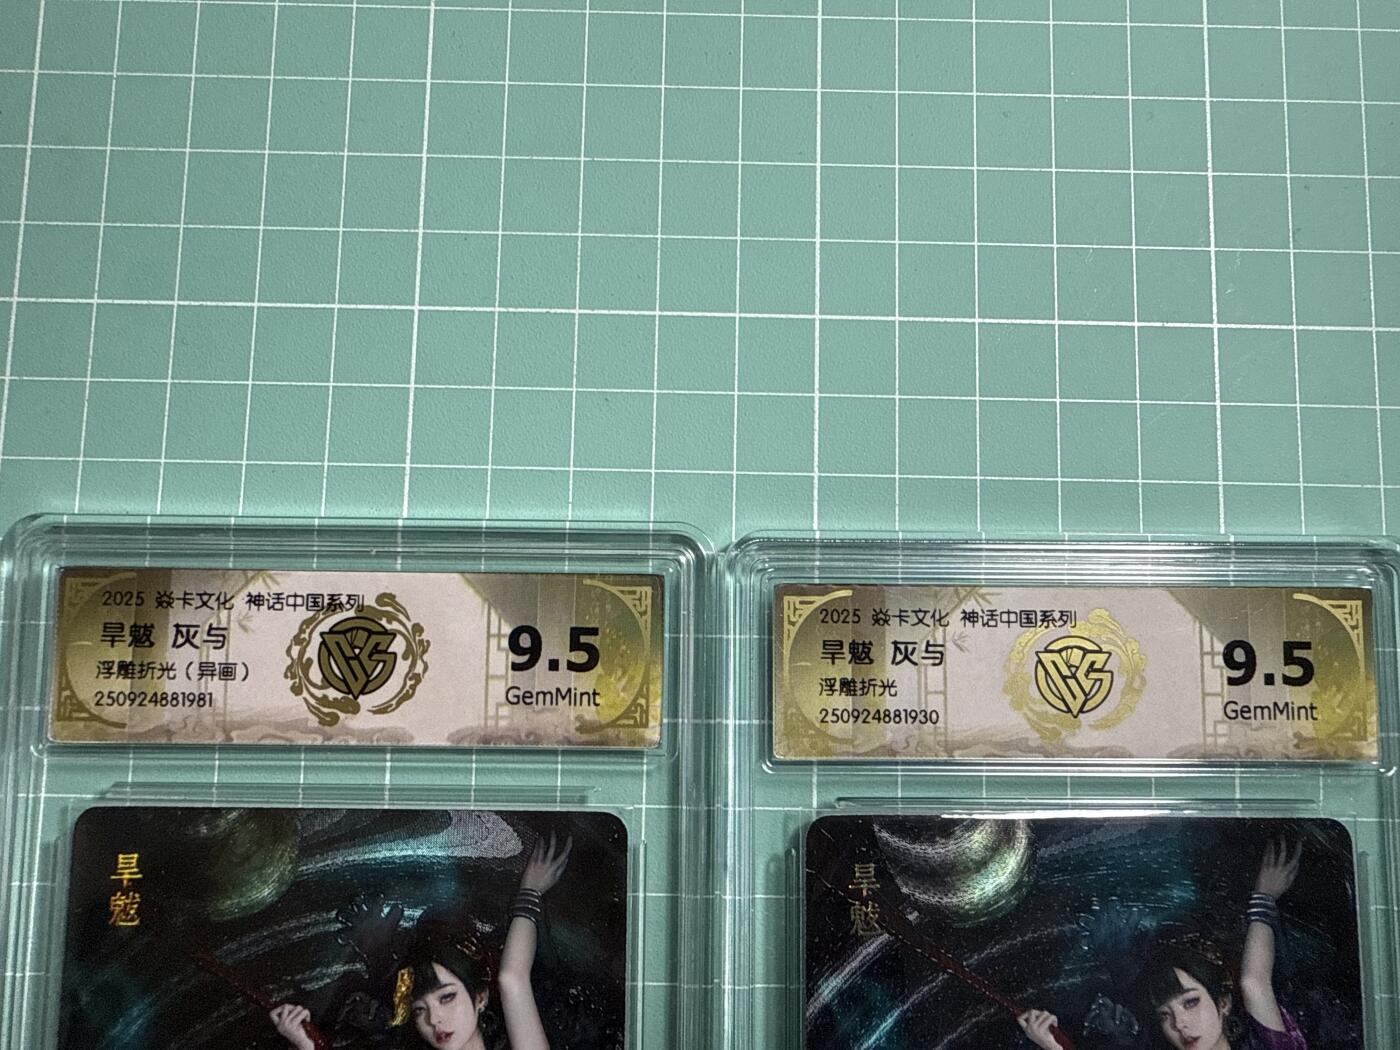 2025 焱卡文化 神话中国系列
旱魃 灰与
浮雕折光（异画）
250924881981
9.5
GemMint
2025 焱卡文化 神话中国系列
旱魃 灰与
浮雕折光
250924881930
9.5
GemMint
旱魃
旱魃